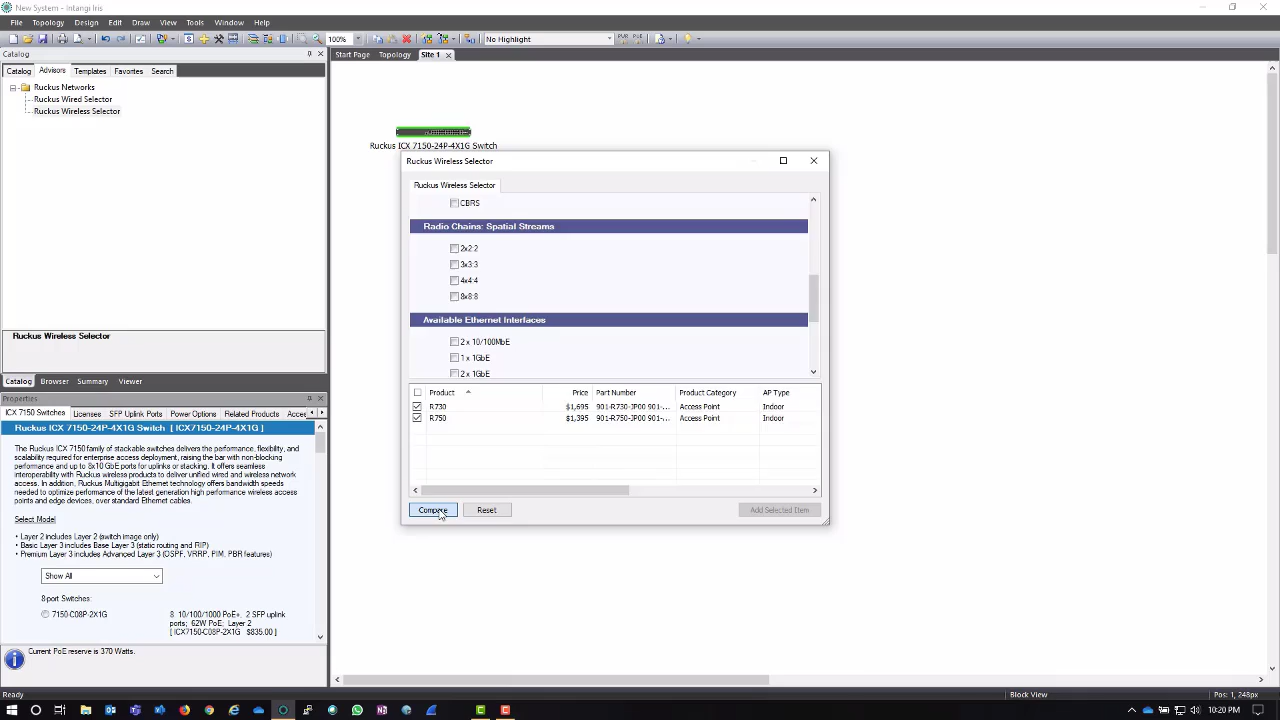 New System - Intangi Iris
File Topology Design Edit Draw View Tools Window Help
100% No Highlight
Catalog
Start Page Topology Site 1
Catalog Advisors Templates Favorites Search
Ruckus Networks
Ruckus Wired Selector
Ruckus Wireless Selector
Ruckus ICX 7150-24P-4X1G Switch
Ruckus Wireless Selector
Ruckus Wireless Selector
CBRS
Radio Chains: Spatial Streams
2x2:2
3x3:3
4x4:4
8x8:8
Available Ethernet Interfaces
2 x 10/100MbE
1 x 1GbE
2 x 1GbE
Product Price Part Number Product Category AP Type
R730 $1,695 901-R730-JP00 901-... Access Point Indoor
R750 $1,395 901-R750-JP00 901-... Access Point Indoor
Compare Reset Add Selected Item
Ruckus Wireless Selector
Catalog Browser Summary Viewer
Properties
ICX 7150 Switches Licenses SFP Uplink Ports Power Options Related Products Acces
Ruckus ICX 7150-24P-4X1G Switch [ ICX7150-24P-4X1G ]
The Ruckus ICX 7150 family of stackable switches delivers the performance, flexibility, and
scalability required for enterprise access deployment, raising the bar with non-blocking
performance and up to 8x10 GbE ports for uplinks or stacking. It offers seamless
interoperability with Ruckus wireless products to deliver unified wired and wireless network
access. In addition, Ruckus Multigigabit Ethernet technology offers bandwidth speeds
needed to optimize performance of the latest generation high performance wireless access
points and edge devices, over standard Ethernet cables.
Select Model
• Layer 2 includes Layer 2 (switch image only)
• Basic Layer 3 includes Base Layer 3 (static routing and RIP)
• Premium Layer 3 includes Advanced Layer 3 (OSPF, VRRP, PIM, PBR features)
Show All
8-port Switches:
7150-C08P-2X1G 8 10/100/1000 PoE+, 2 SFP uplink
ports; 62W PoE; Layer 2
[ ICX7150-C08P-2X1G $835.00 ]
Current PoE reserve is 370 Watts.
Ready Block View Pos: 1, 248px
10:20 PM